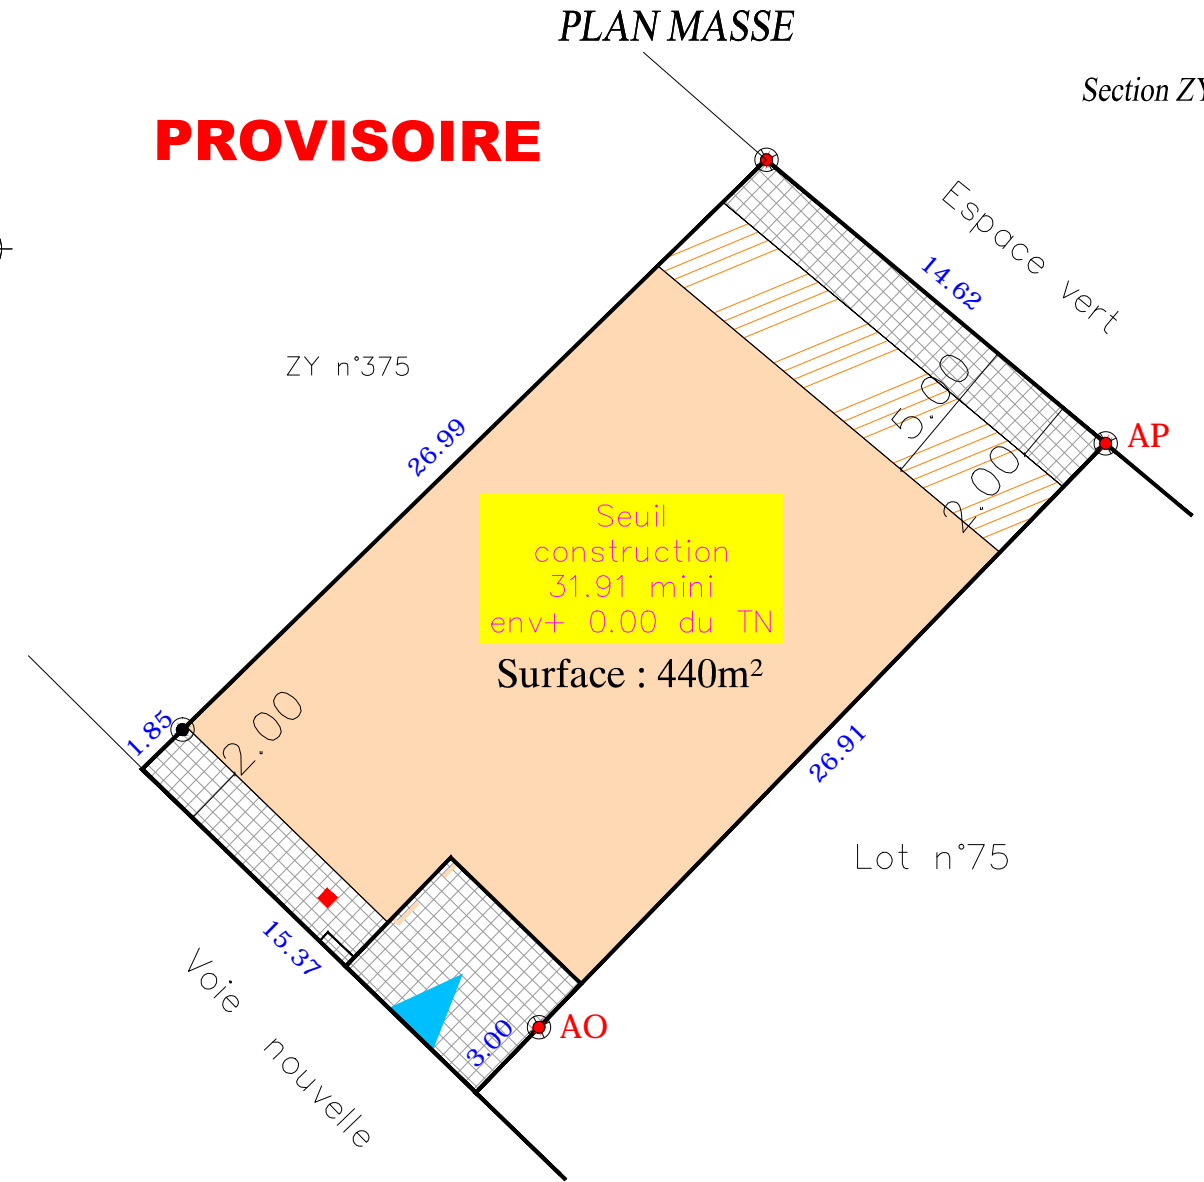 PLAN MASSE
Section ZY
PROVISOIRE
Espace vert
14.62
ZY n°375
5.00
26.99
AP
2.00
Seuil
construction
31.91 mini
env+ 0.00 du TN
Surface : 440m²
2.00
1.85
26.91
Lot n°75
15.37
Voie
nouvelle
3.00
AO